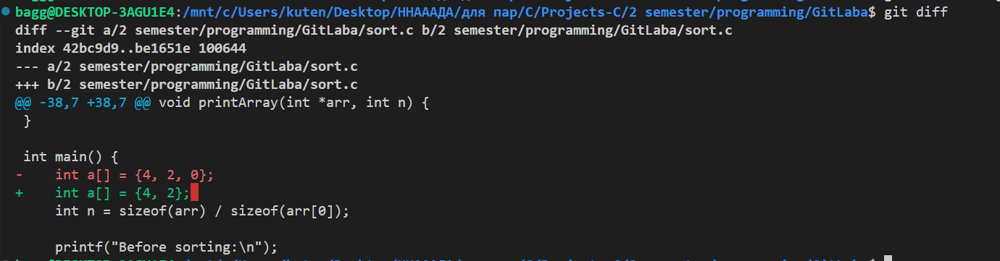 bagg@DESKTOP-3AGU1E4:/mnt/c/Users/kuten/Desktop/ННАААДА/для пар/C/Projects-C/2 semester/programming/GitLaba$ git diff
diff --git a/2 semester/programming/GitLaba/sort.c b/2 semester/programming/GitLaba/sort.c
index 42bc9d9..be1651e 100644
--- a/2 semester/programming/GitLaba/sort.c
+++ b/2 semester/programming/GitLaba/sort.c
@@ -38,7 +38,7 @@ void printArray(int *arr, int n) {
 }

 int main() {
-    int a[] = {4, 2, 0};
+    int a[] = {4, 2};
     int n = sizeof(arr) / sizeof(arr[0]);

     printf("Before sorting:\n");